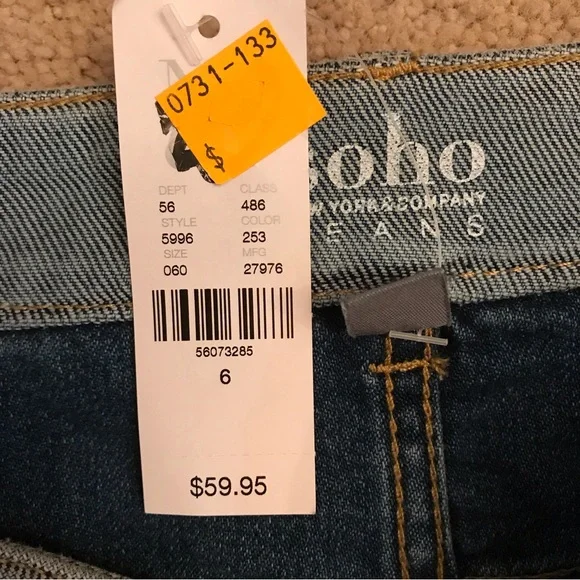 0731-133
$
DEPT CLASS
56 486
STYLE COLOR
5996 253
SIZE MFG
060 27976
56073285
6
$59.95
soho
YORK & COMPANY
JEANS